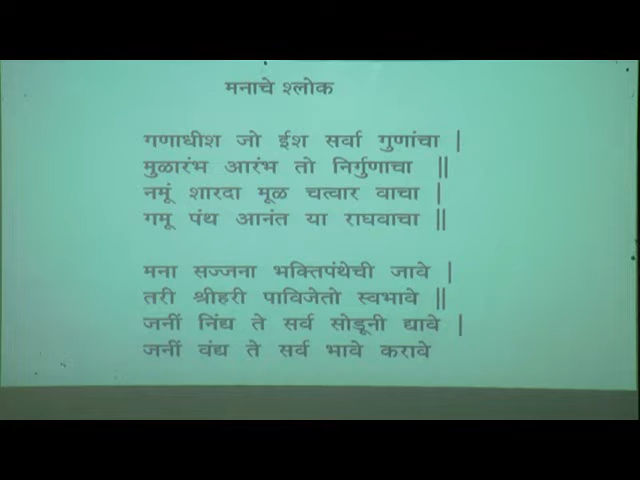 मनाचे श्लोक
गणाधीश जो ईश सर्वा गुणांचा |
मुळारंभ आरंभ तो निर्गुणाचा ||
नमूं शारदा मूळ चत्वार वाचा |
गमू पंथ आनंत या राघवाचा ||
मना सज्जना भक्तिपंथेची जावे |
तरी श्रीहरी पाविजेतो स्वभावे ||
जनीं निंद्य ते सर्व सोडूनी द्यावे |
जनीं वंद्य ते सर्व भावे करावे